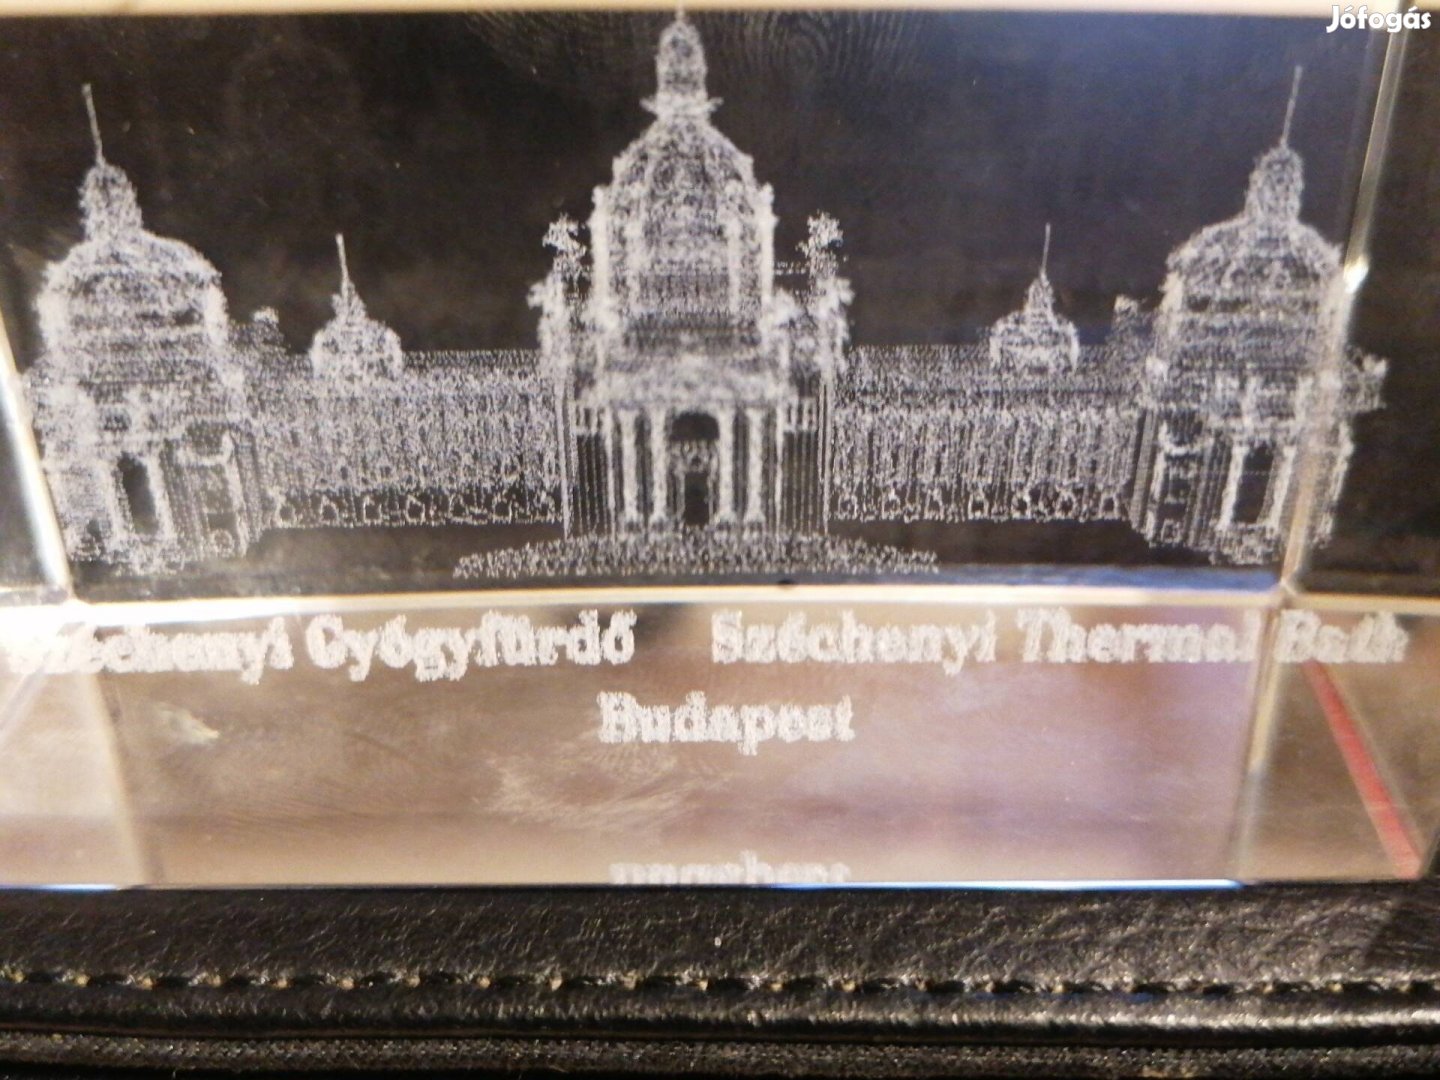 Jófogás
Széchenyi Gyógyfürdő Széchenyi Thermal Bath
Budapest